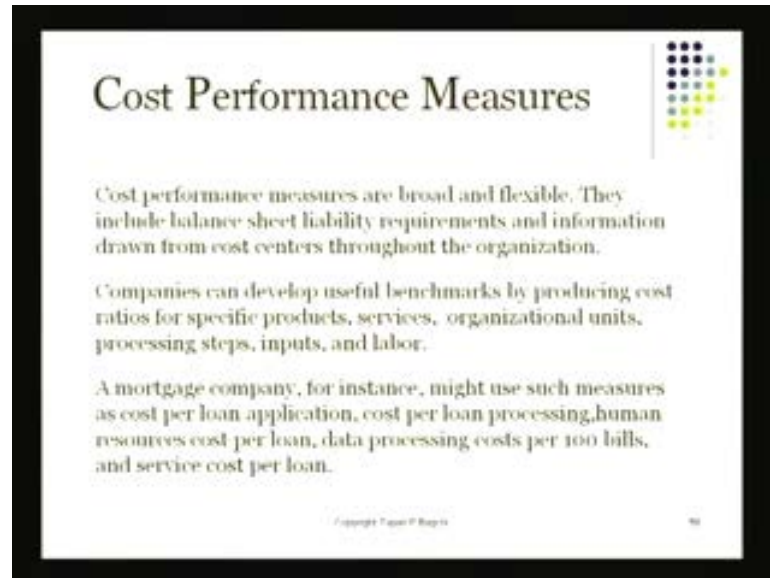 Cost Performance Measures
Cost performance measures are broad and flexible. They
include balance sheet liability requirements and information
drawn from cost centers throughout the organization.
Companies can develop useful benchmarks by producing cost
ratios for specific products, services, organizational units,
processing steps, inputs, and labor.
A mortgage company, for instance, might use such measures
as cost per loan application, cost per loan processing,human
resources cost per loan, data processing costs per 100 bills,
and service cost per loan.
Copyright